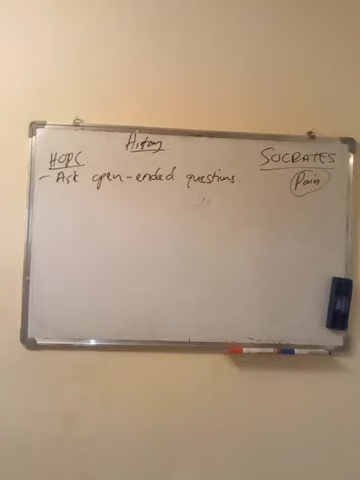 History
HOPC
SOCRATES
- Ask open-ended questions
Pain